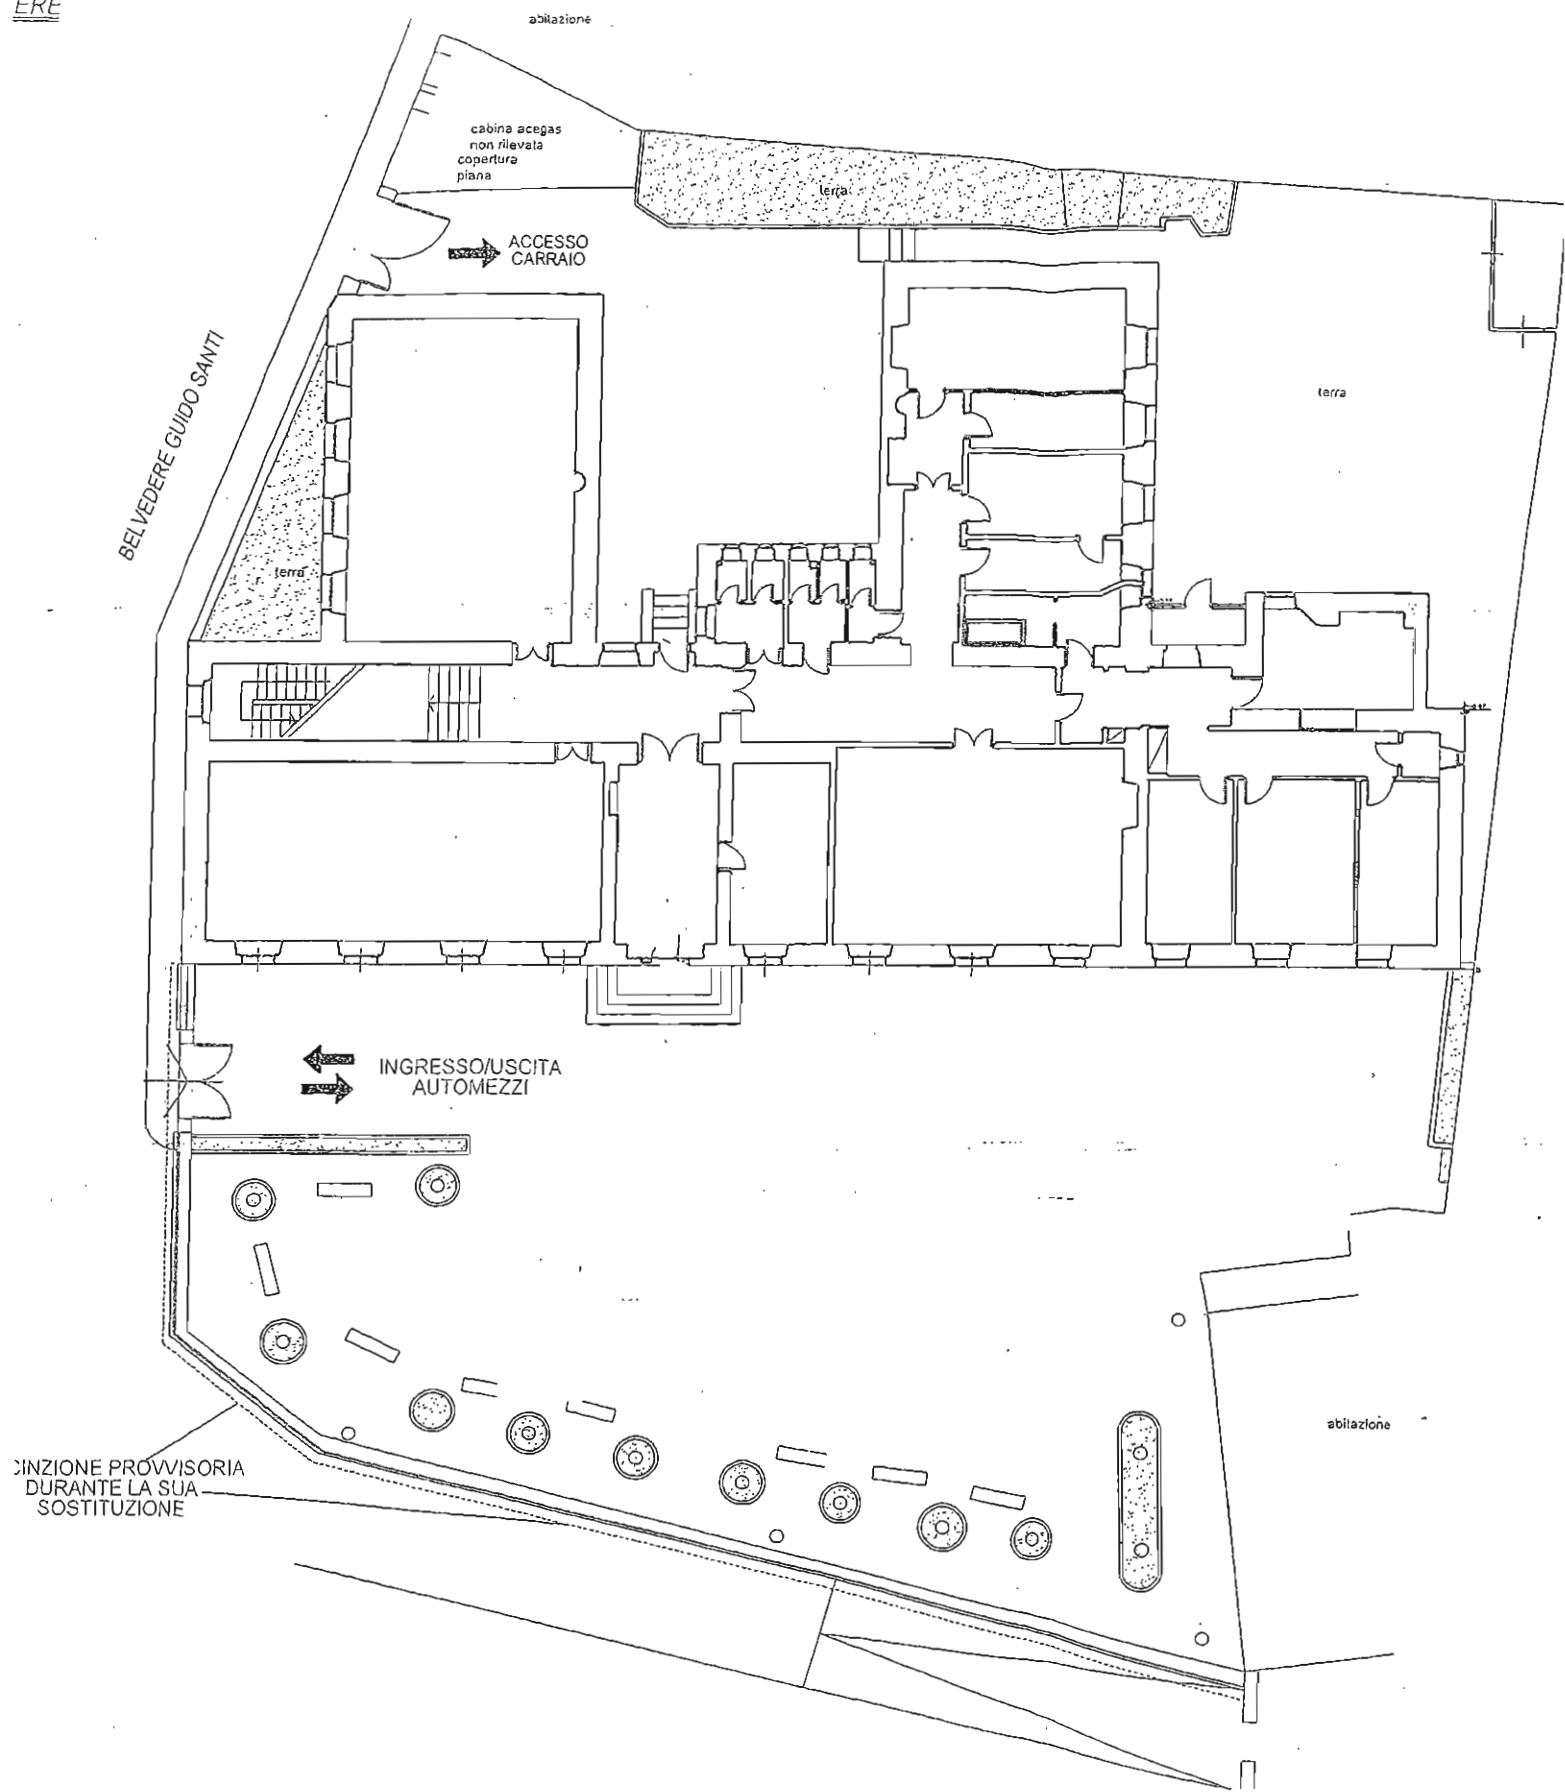 ERE
abitazione
cabina acegas
non rilevata
copertura
piana
terra
ACCESSO
CARRAIO
BELVEDERE GUIDO SANTI
terra
terra
INGRESSO/USCITA
AUTOMEZZI
abitazione
CINZIONE PROVVISORIA
DURANTE LA SUA
SOSTITUZIONE